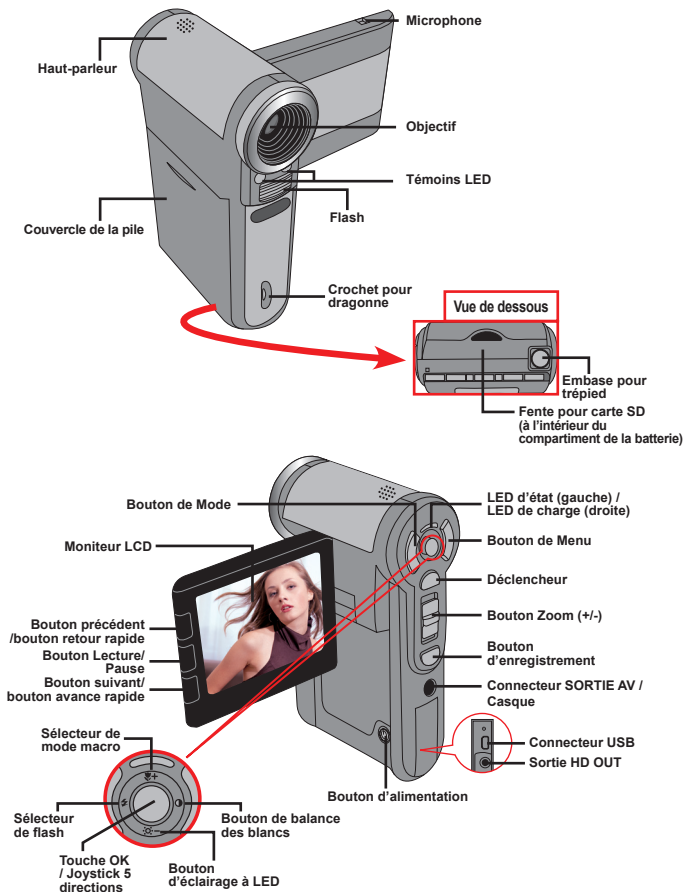 Microphone
Haut-parleur
Objectif
Témoins LED
Flash
Couvercle de la pile
Crochet pour
dragonne
Vue de dessous
Embase pour
trépied
Fente pour carte SD
(à l’intérieur du
compartiment de la batterie)
Bouton de Mode
LED d’état (gauche) /
LED de charge (droite)
Moniteur LCD
Bouton de Menu
Déclencheur
Bouton Zoom (+/-)
Bouton précédent
/bouton retour rapide
Bouton Lecture/
Pause
Bouton suivant/
bouton avance rapide
Bouton
d’enregistrement
Connecteur SORTIE AV /
Casque
Sélecteur de
mode macro
Connecteur USB
Sortie HD OUT
Bouton d’alimentation
Sélecteur
de flash
Bouton de balance
des blancs
Touche OK
/ Joystick 5
directions
Bouton
d’éclairage à LED